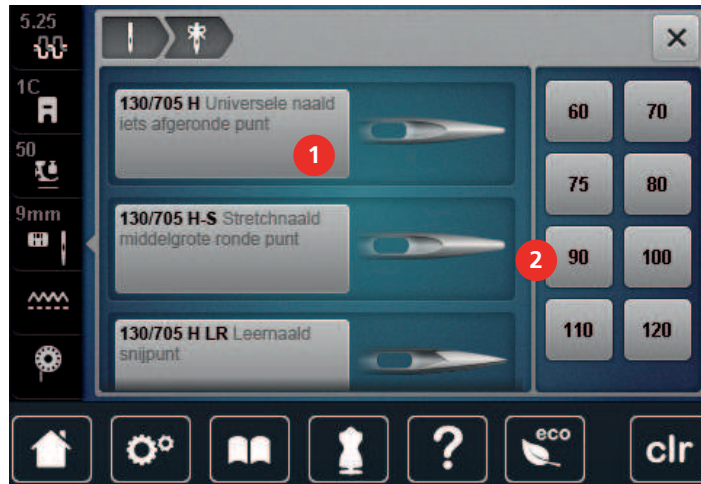 5.25
1C
50
9mm
130/705 H Universele naald
iets afgeronde punt
1
130/705 H-S Stretchnaald
middelgrote ronde punt
2
130/705 H LR Leernaald
snijpunt
60 70
75 80
90 100
110 120
? eco clr